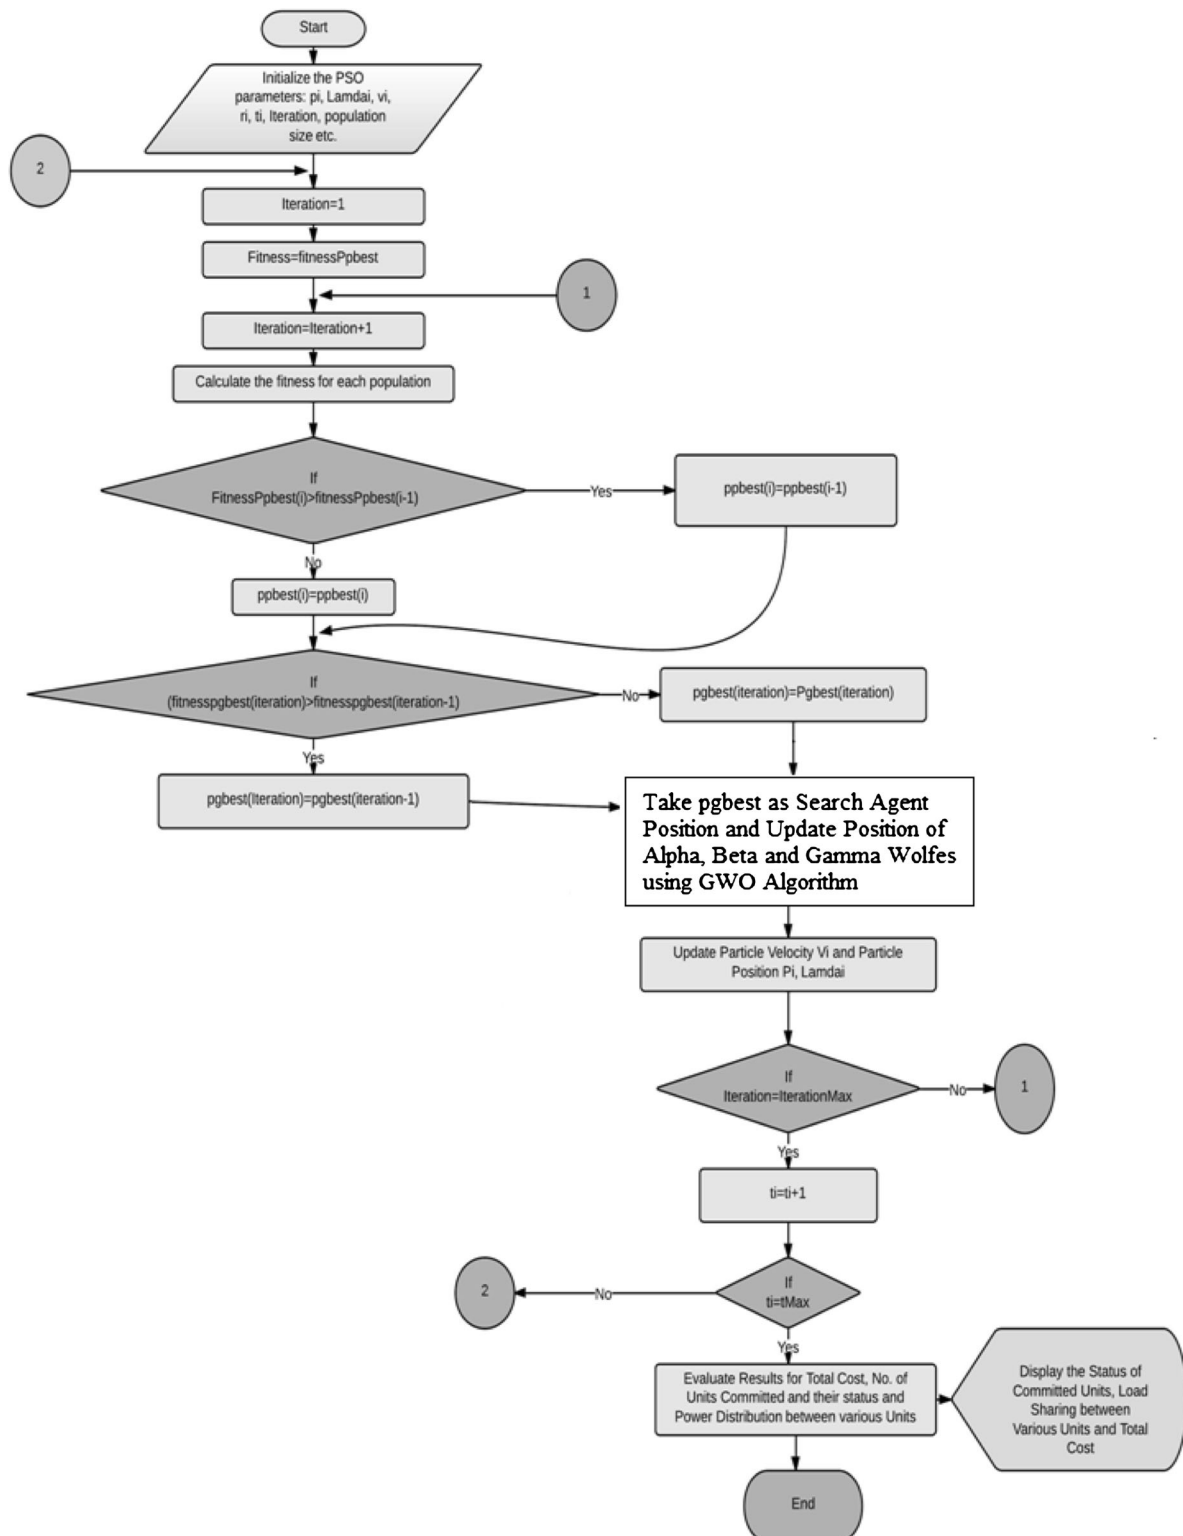 Start
Initialize the PSO
parameters: pi, Lamdai, vi,
ri, ti, Iteration, population
size etc.
2
Iteration=1
Fitness=fitnessPpbest
1
Iteration=Iteration+1
Calculate the fitness for each population
If
FitnessPpbest(i)>fitnessPpbest(i-1)
Yes
ppbest(i)=ppbest(i-1)
No
ppbest(i)=ppbest(i)
If
(fitnesspgbest(iteration)>fitnesspgbest(iteration-1)
No
pgbest(iteration)=Pgbest(iteration)
Yes
pgbest(Iteration)=pgbest(iteration-1)
Take pgbest as Search Agent
Position and Update Position of
Alpha, Beta and Gamma Wolfes
using GWO Algorithm
Update Particle Velocity Vi and Particle
Position Pi, Lamdai
If
Iteration=IterationMax
No
1
Yes
ti=ti+1
If
ti=tMax
No
2
Yes
Evaluate Results for Total Cost, No. of
Units Committed and their status and
Power Distribution between various Units
Display the Status of
Committed Units, Load
Sharing between
Various Units and Total
Cost
End